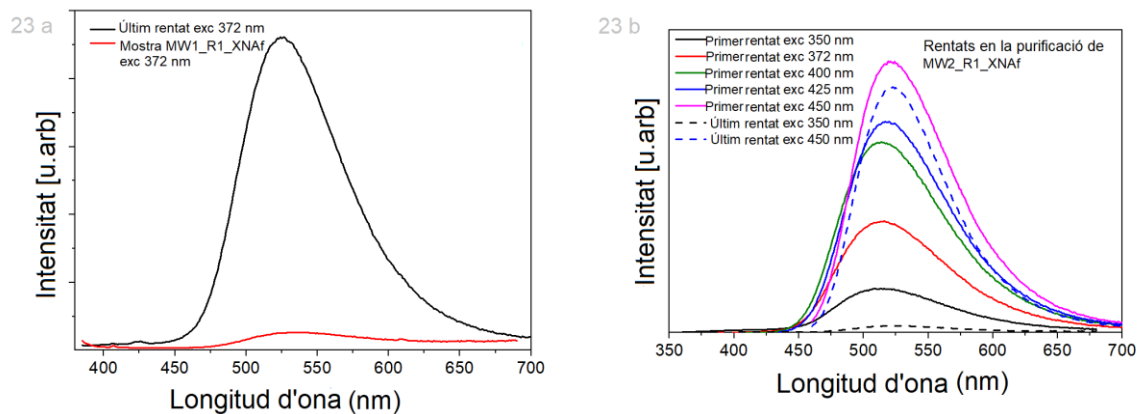 23 a
Últim rentat exc 372 nm
Mostra MW1_R1_XNAf
exc 372 nm
Intensitat [u.arb]
400 450 500 550 600 650 700
Longitud d'ona (nm)
23 b
Primer rentat exc 350 nm
Primer rentat exc 372 nm
Primer rentat exc 400 nm
Primer rentat exc 425 nm
Primer rentat exc 450 nm
Últim rentat exc 350 nm
Últim rentat exc 450 nm
Rentats en la purificació de
MW2_R1_XNAf
Intensitat [u.arb]
350 400 450 500 550 600 650 700
Longitud d'ona (nm)